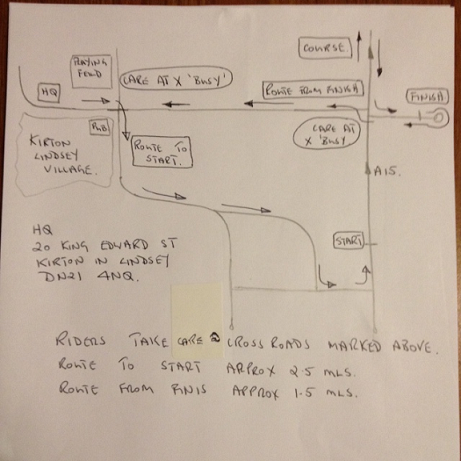 COURSE
PLAYING
FIELD
CARE AT X 'BUSY'
HQ
ROUTE FROM FINISH
FINISH
PUB
CARE AT
X 'BUSY
KIRTON
LINDSEY
VILLAGE.
ROUTE TO
START.
A15.
START
HQ
20 KING EDWARD ST
KIRTON IN LINDSEY
DN21 4NQ.
RIDERS TAKE CARE @ CROSS ROADS MARKED ABOVE.
ROUTE TO START APROX 2.5 MLS.
ROUTE FROM FINIS APPROX 1.5 MLS.